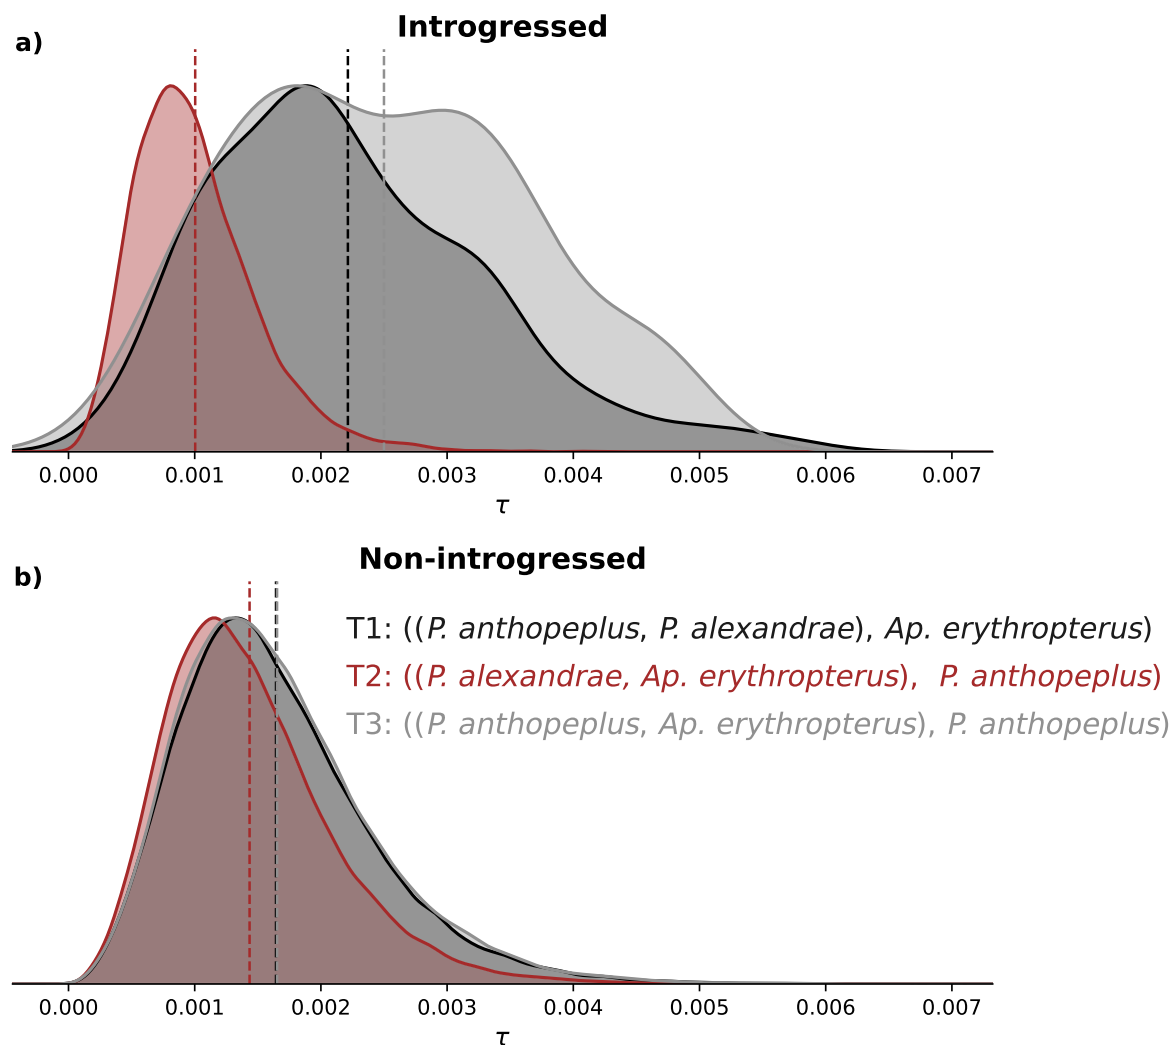 a)
Introgressed
0.000 0.001 0.002 0.003 0.004 0.005 0.006 0.007
τ
b)
Non-introgressed
T1: ((P. anthopeplus, P. alexandrae), Ap. erythropterus)
T2: ((P. alexandrae, Ap. erythropterus), P. anthopeplus)
T3: ((P. anthopeplus, Ap. erythropterus), P. anthopeplus)
0.000 0.001 0.002 0.003 0.004 0.005 0.006 0.007
τ